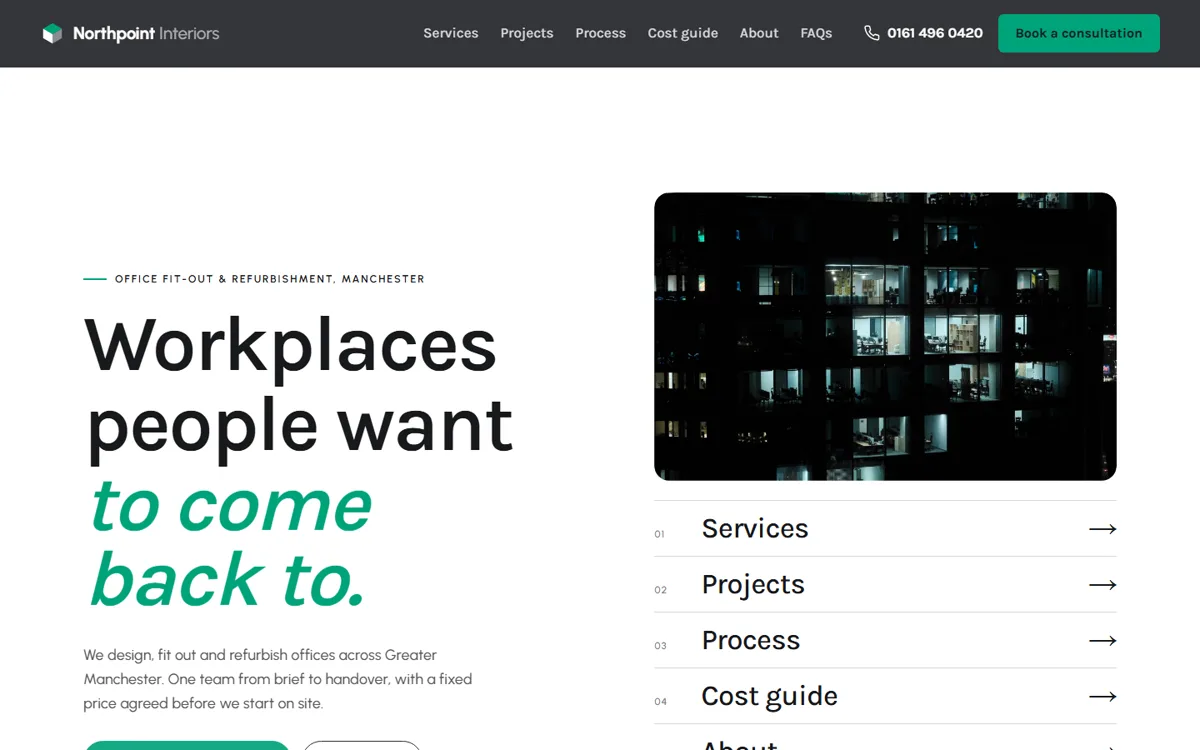 Northpoint Interiors
Services
Projects
Process
Cost guide
About
FAQs
0161 496 0420
Book a consultation
OFFICE FIT-OUT & REFURBISHMENT, MANCHESTER
Workplaces
people want
to come
back to.
We design, fit out and refurbish offices across Greater
Manchester. One team from brief to handover, with a fixed
price agreed before we start on site.
01 Services
02 Projects
03 Process
04 Cost guide
About